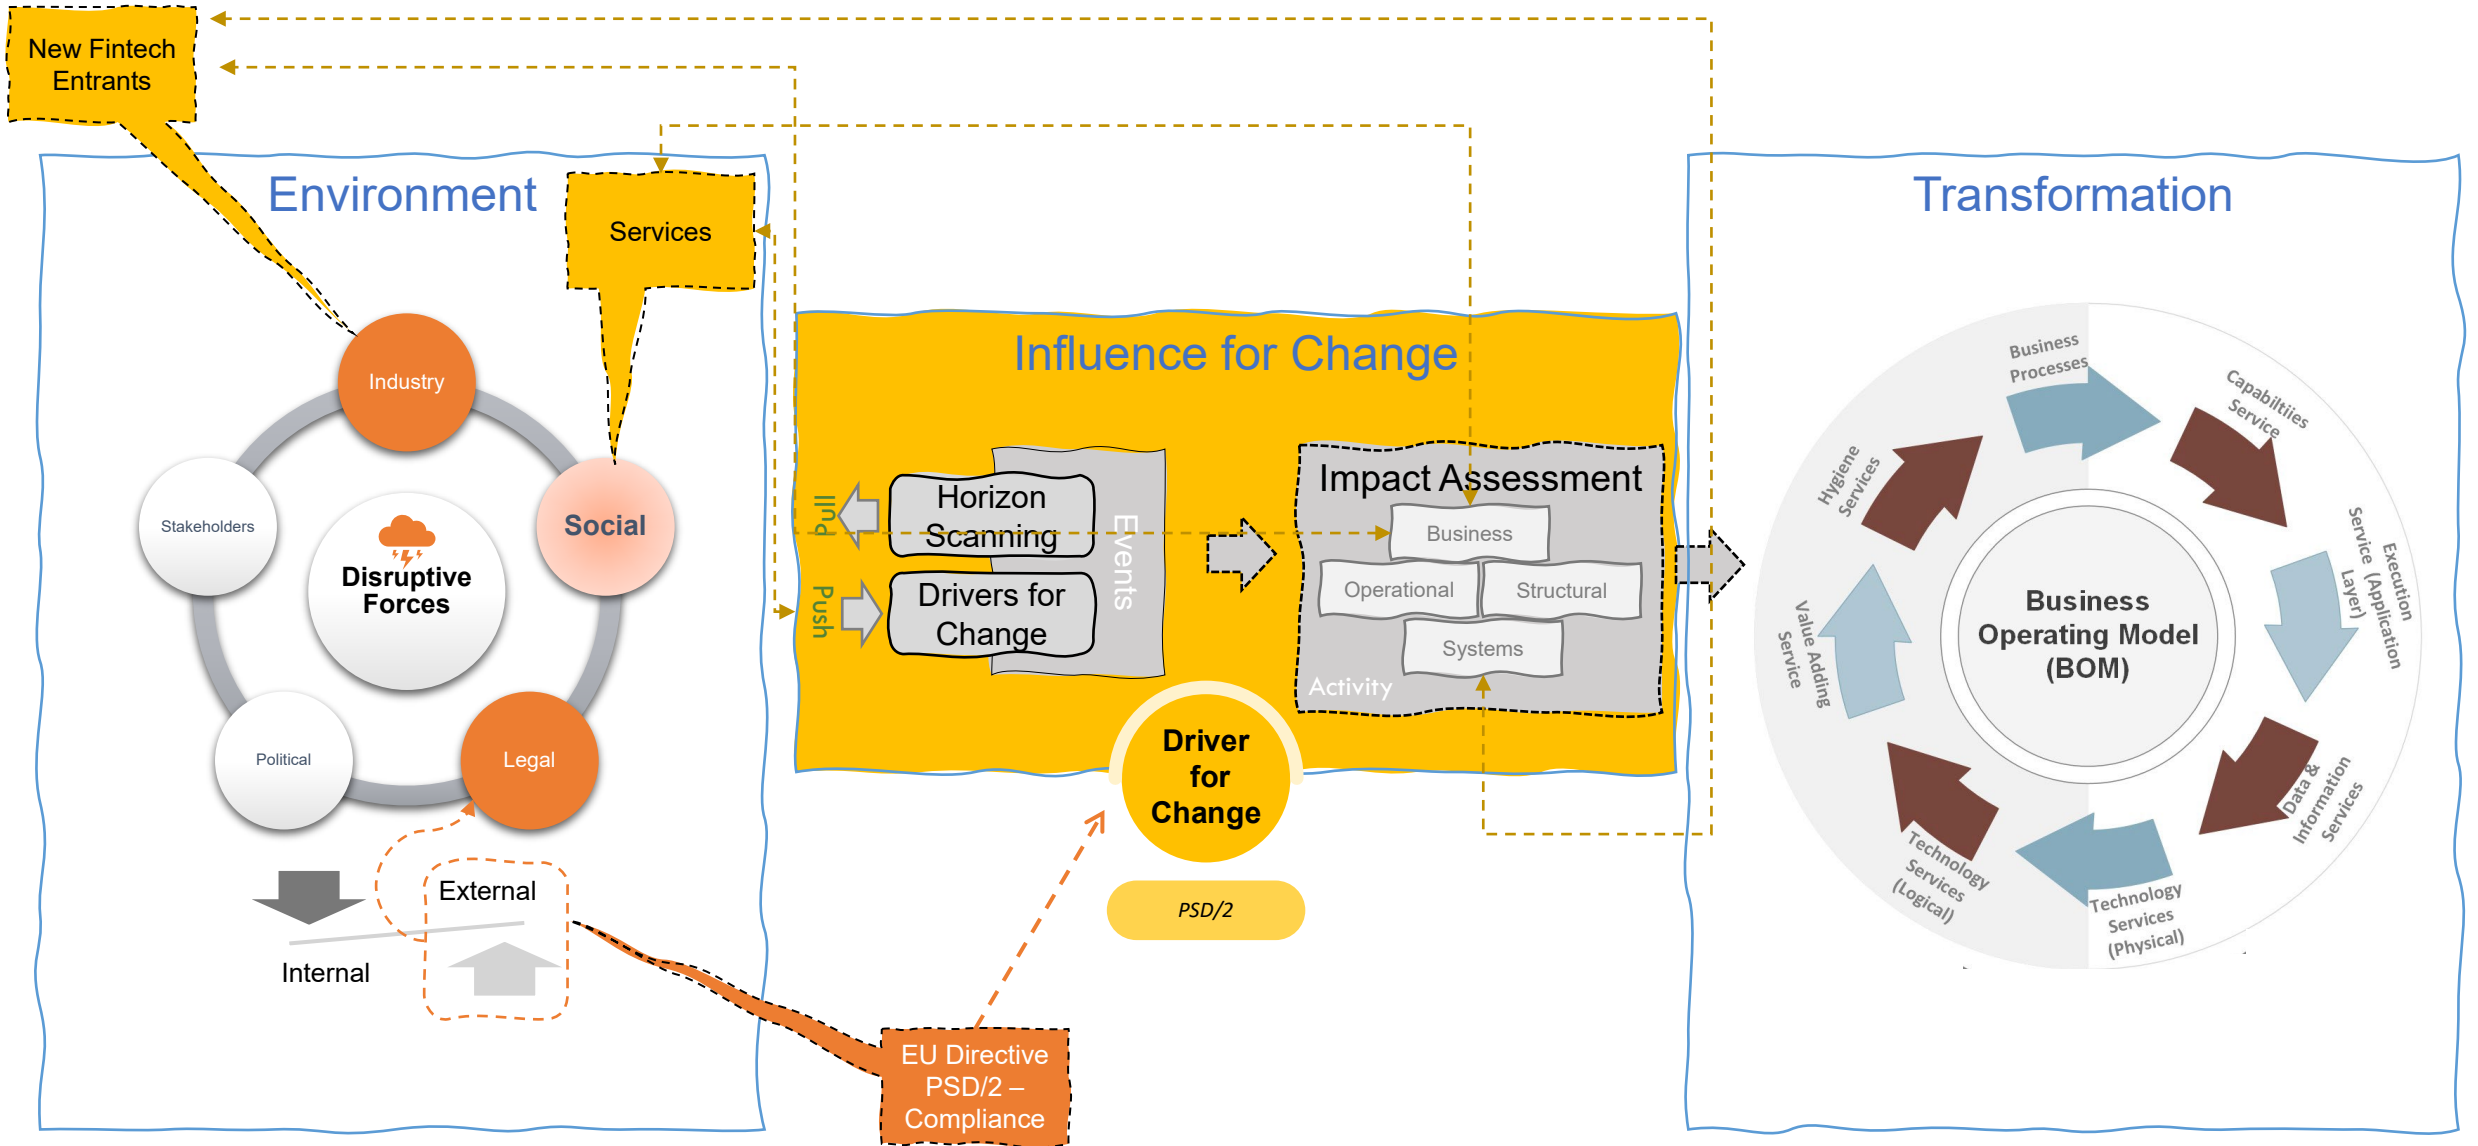 New Fintech
Entrants
Environment
Services
Industry
Social
Stakeholders
Disruptive
Forces
Political
Legal
External
Internal
Influence for Change
Pull
Push
Horizon
Scanning
Drivers for
Change
Events
Impact Assessment
Business
Operational
Structural
Systems
Activity
Driver
for
Change
PSD/2
EU Directive
PSD/2 –
Compliance
Transformation
Business
Processes
Capabiltiies
Service
Execution
Service (Application
Layer)
Data &
Information
Services
Technology
Services
(Physical)
Technology
Services
(Logical)
Value Adding
Service
Hygiene
Services
Business
Operating Model
(BOM)